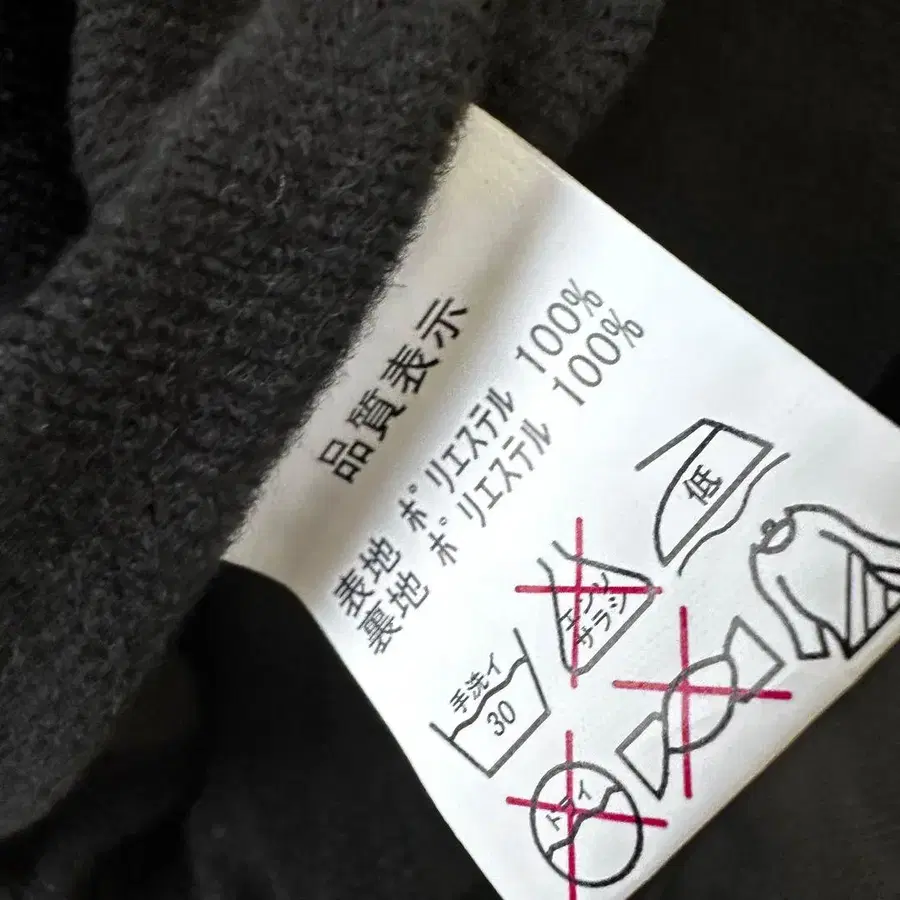 品質表示
表地 ポリエステル 100%
裏地 ポリエステル 100%
手洗イ
30
エンソ
サラシ
低
ドライ